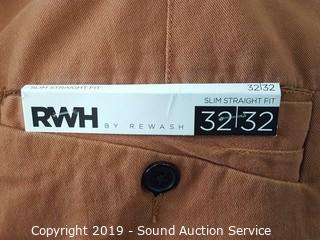 SLIM STRAIGHT FIT 32|32
SLIM STRAIGHT FIT
RWH BY REWASH 32|32
Copyright 2019 - Sound Auction Service